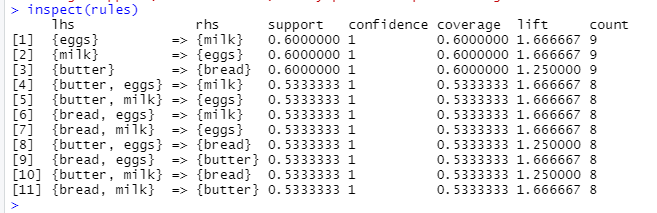 > inspect(rules)
     lhs               rhs      support   confidence coverage  lift     count
[1]  {eggs}         => {milk}   0.6000000 1          0.6000000 1.666667 9
[2]  {milk}         => {eggs}   0.6000000 1          0.6000000 1.666667 9
[3]  {butter}       => {bread}  0.6000000 1          0.6000000 1.250000 9
[4]  {butter, eggs} => {milk}   0.5333333 1          0.5333333 1.666667 8
[5]  {butter, milk} => {eggs}   0.5333333 1          0.5333333 1.666667 8
[6]  {bread, eggs}  => {milk}   0.5333333 1          0.5333333 1.666667 8
[7]  {bread, milk}  => {eggs}   0.5333333 1          0.5333333 1.666667 8
[8]  {butter, eggs} => {bread}  0.5333333 1          0.5333333 1.250000 8
[9]  {bread, eggs}  => {butter} 0.5333333 1          0.5333333 1.666667 8
[10] {butter, milk} => {bread}  0.5333333 1          0.5333333 1.250000 8
[11] {bread, milk}  => {butter} 0.5333333 1          0.5333333 1.666667 8
>